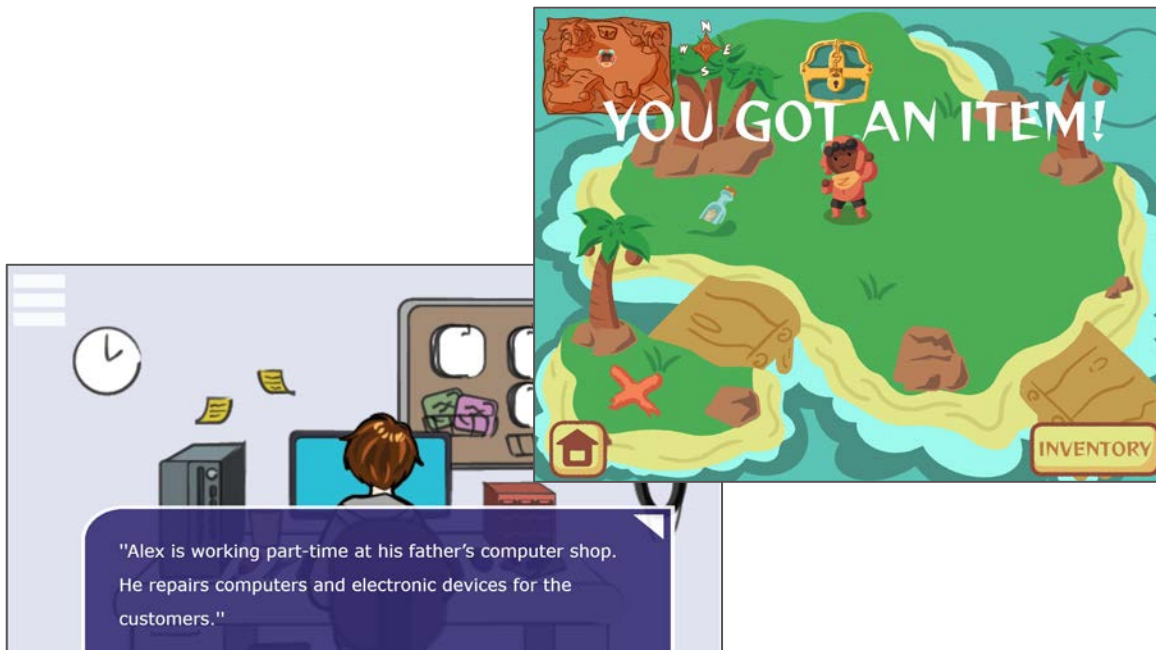 N
W E
S
YOU GOT AN ITEM!
INVENTORY
"Alex is working part-time at his father's computer shop.
He repairs computers and electronic devices for the
customers."